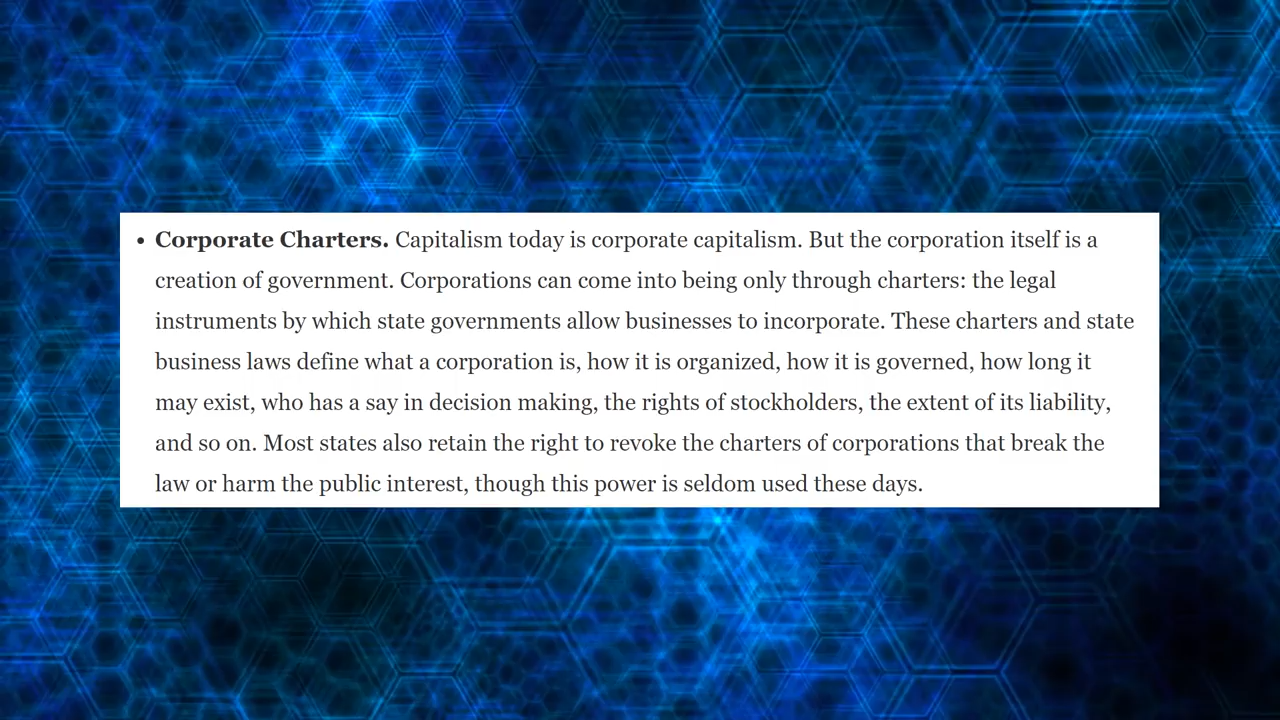 • Corporate Charters. Capitalism today is corporate capitalism. But the corporation itself is a
creation of government. Corporations can come into being only through charters: the legal
instruments by which state governments allow businesses to incorporate. These charters and state
business laws define what a corporation is, how it is organized, how it is governed, how long it
may exist, who has a say in decision making, the rights of stockholders, the extent of its liability,
and so on. Most states also retain the right to revoke the charters of corporations that break the
law or harm the public interest, though this power is seldom used these days.